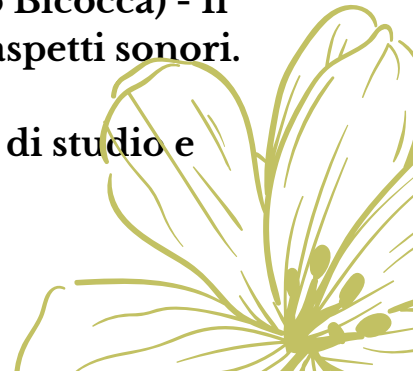 Bicocca) - Il
aspetti sonori.
di studio e